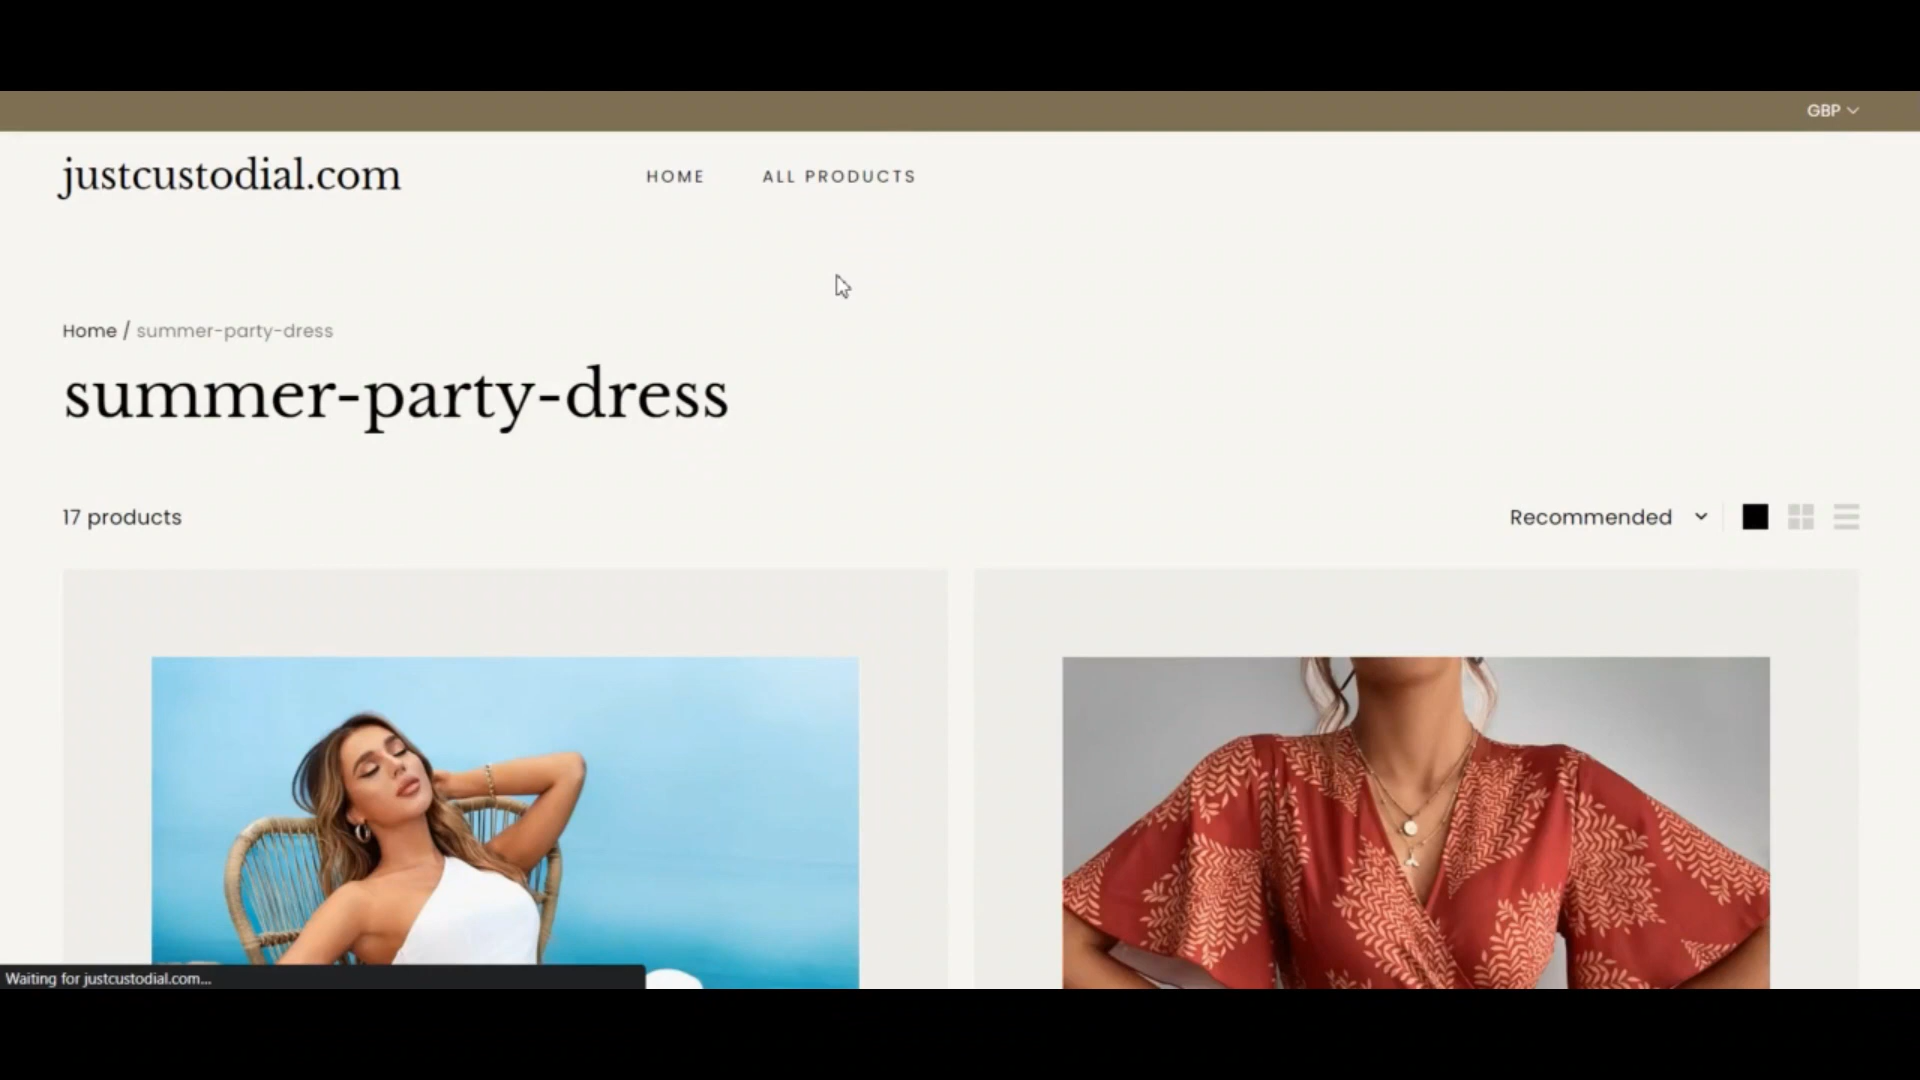 GBP
justcustodial.com
HOME
ALL PRODUCTS
Home / summer-party-dress
summer-party-dress
17 products
Recommended
Waiting for justcustodial.com...